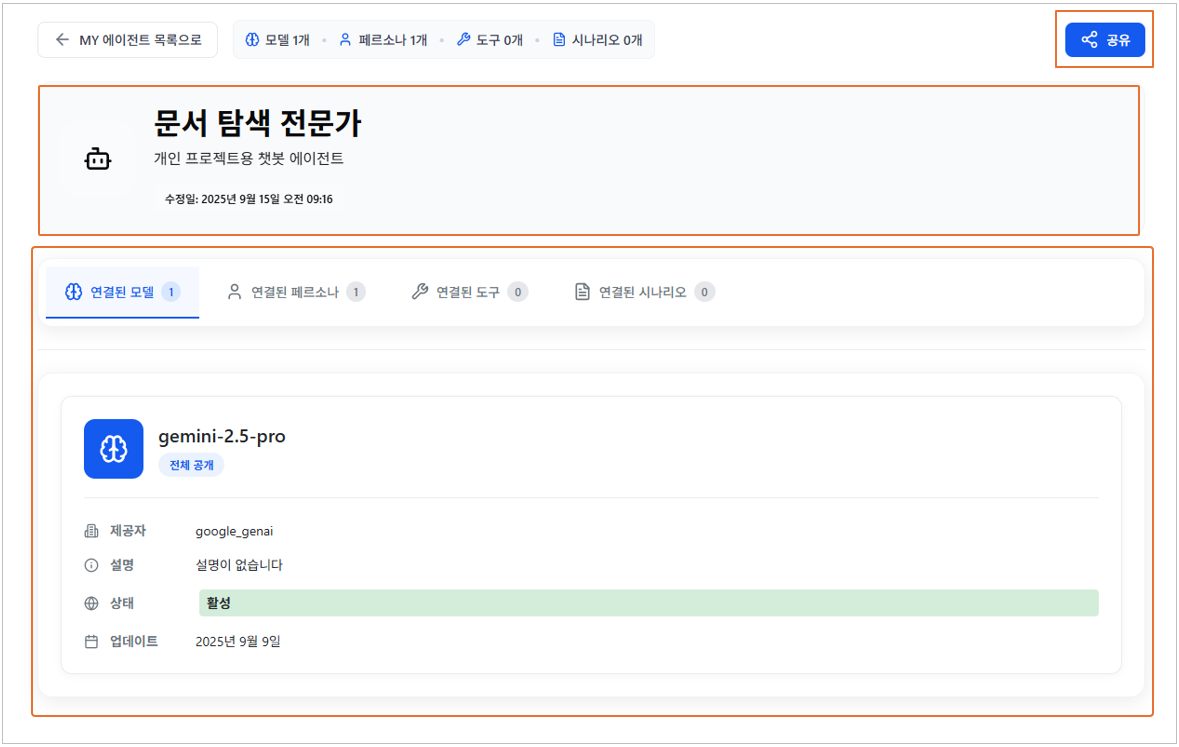 MY 에이전트 목록으로
모델 1개 • 페르소나 1개 • 도구 0개 • 시나리오 0개
공유
문서 탐색 전문가
개인 프로젝트용 챗봇 에이전트
수정일: 2025년 9월 15일 오전 09:16
연결된 모델 1 연결된 페르소나 1 연결된 도구 0 연결된 시나리오 0
gemini-2.5-pro
전체 공개
제공자 google_genai
설명 설명이 없습니다
상태 활성
업데이트 2025년 9월 9일